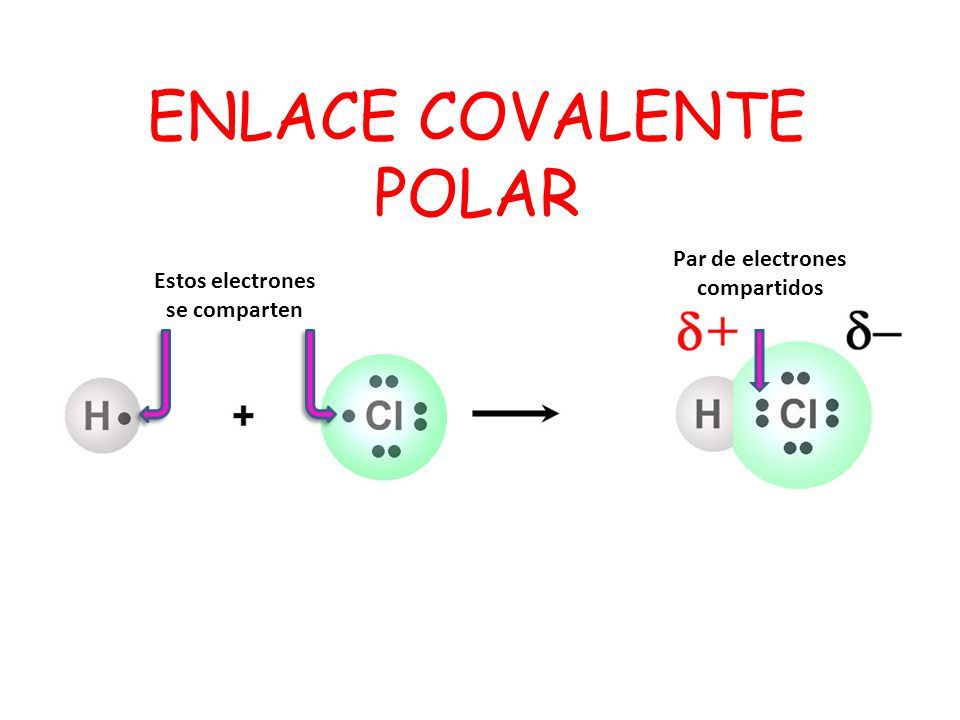 ENLACE COVALENTE
POLAR
Estos electrones
se comparten
Par de electrones
compartidos
δ+ δ–
H + Cl H Cl